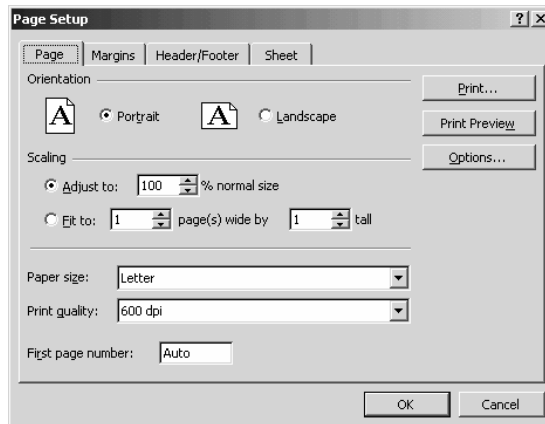 Page Setup
Page Margins Header/Footer Sheet
Orientation
A Portrait A Landscape
Print...
Print Preview
Options...
Scaling
Adjust to: 100 % normal size
Fit to: 1 page(s) wide by 1 tall
Paper size: Letter
Print quality: 600 dpi
First page number: Auto
OK Cancel